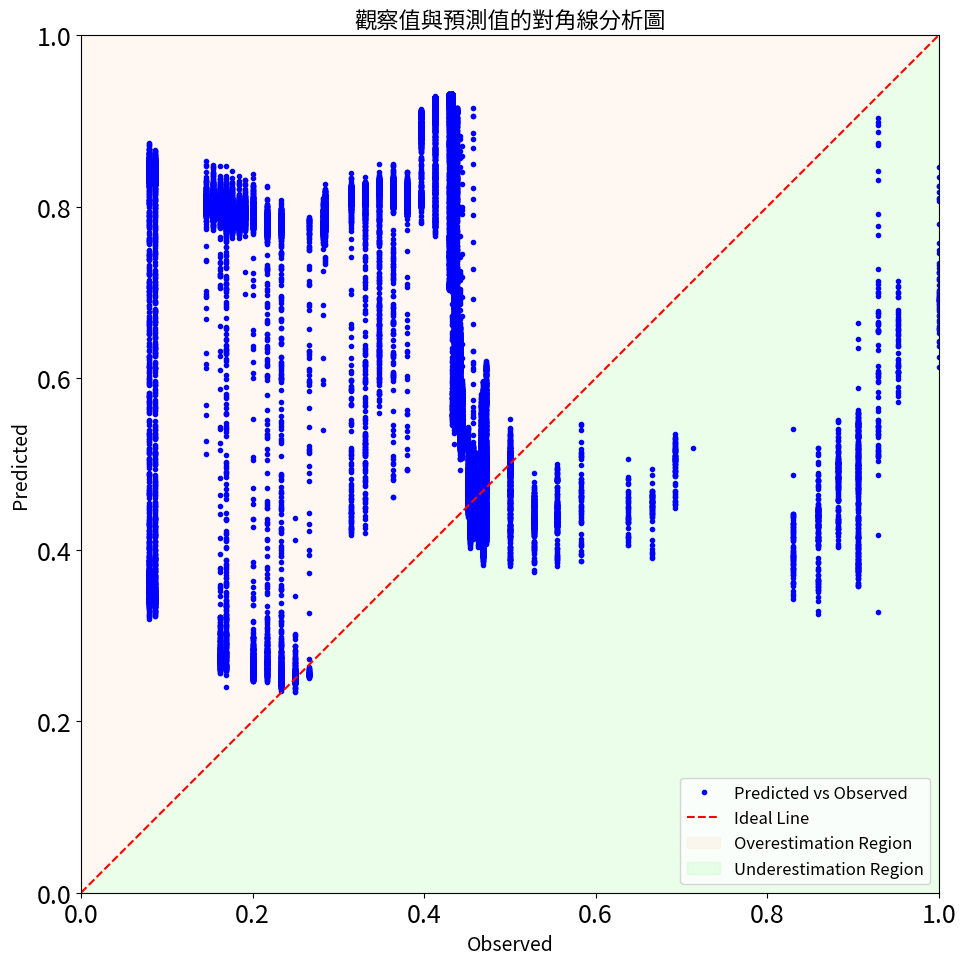 觀察值與預測值的對角線分析圖
1.0
0.8
0.6
0.4
0.2
0.0
Predicted
0.0 0.2 0.4 0.6 0.8 1.0
Observed
Predicted vs Observed
Ideal Line
Overestimation Region
Underestimation Region